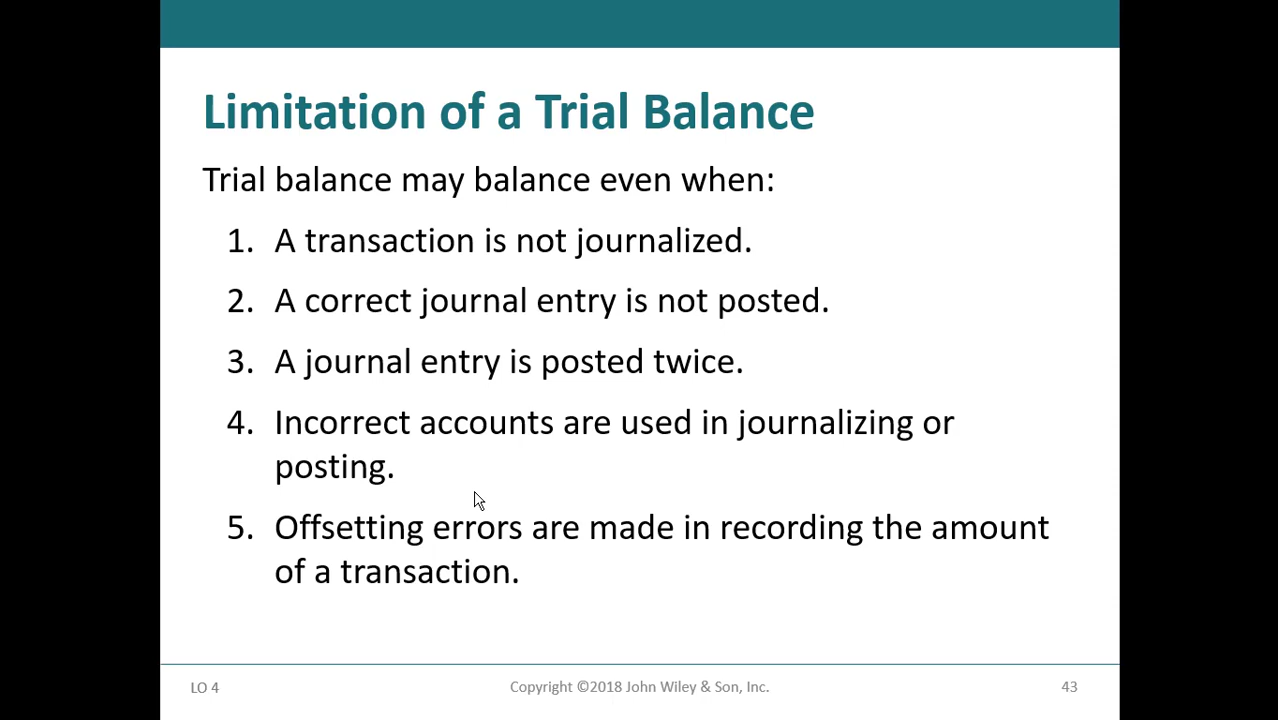 Limitation of a Trial Balance
Trial balance may balance even when:
1. A transaction is not journalized.
2. A correct journal entry is not posted.
3. A journal entry is posted twice.
4. Incorrect accounts are used in journalizing or
posting.
5. Offsetting errors are made in recording the amount
of a transaction.
LO 4
Copyright ©2018 John Wiley & Son, Inc.
43